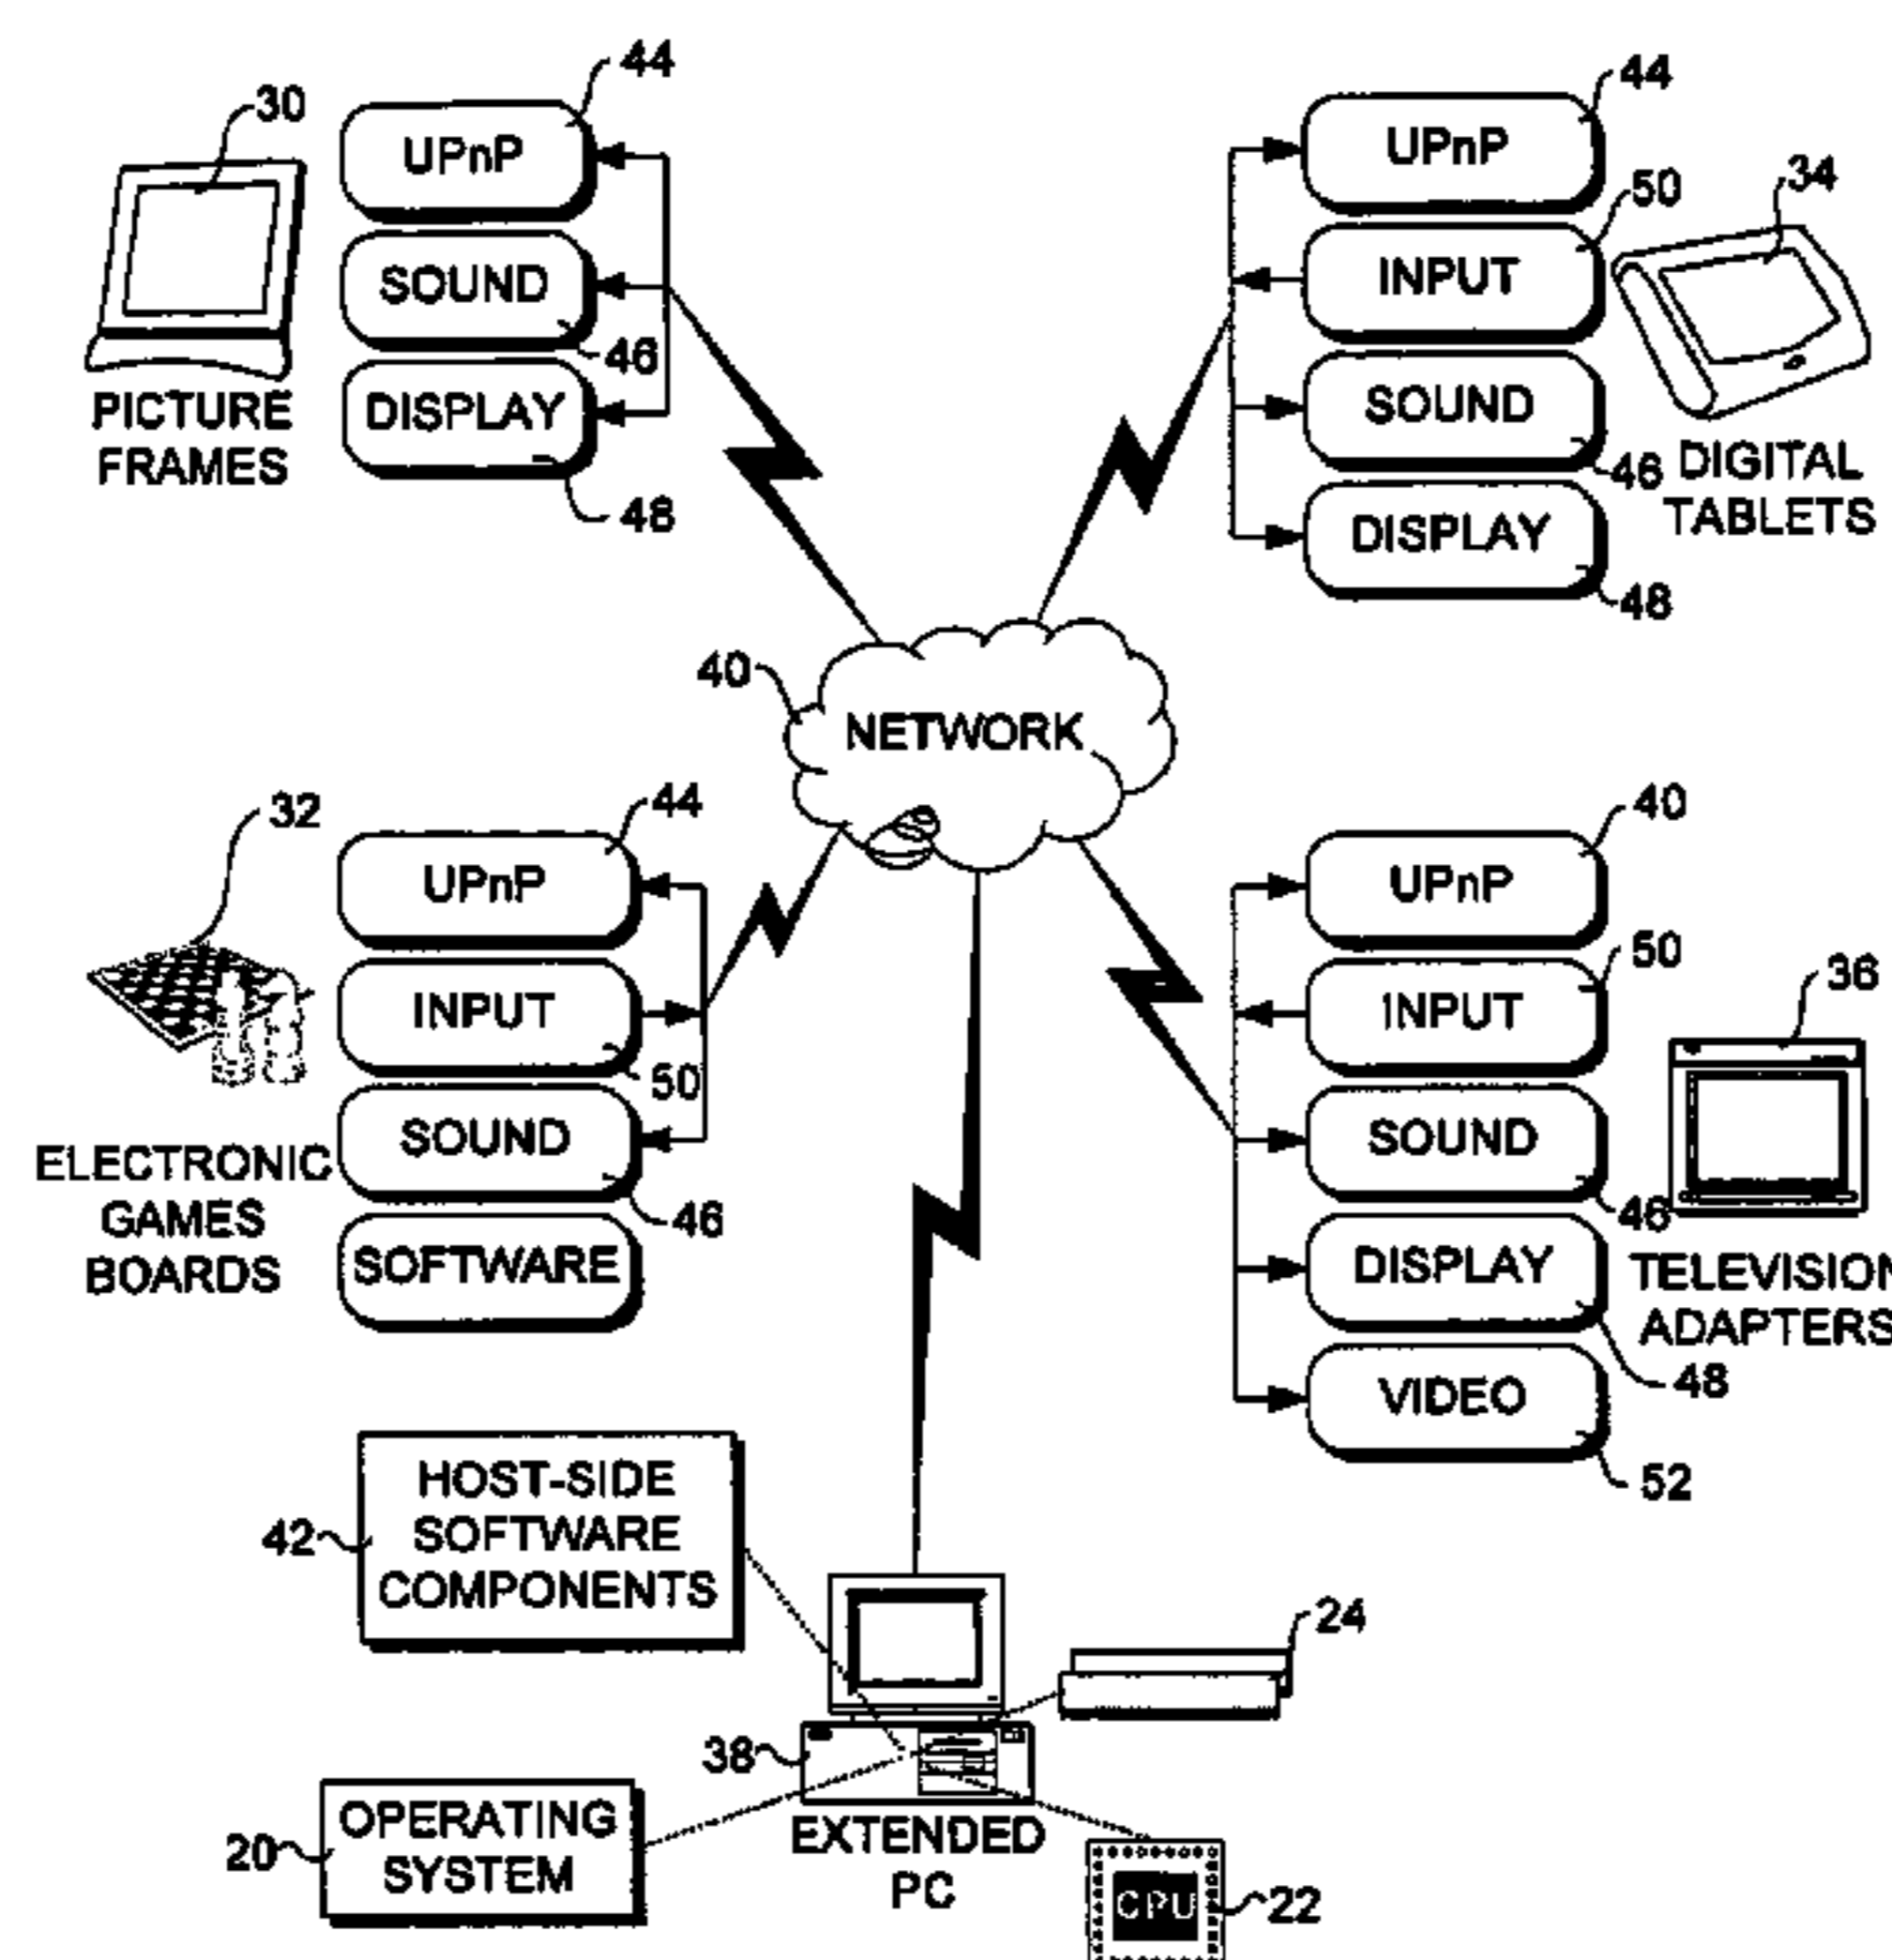 44
30
UPnP
SOUND
46
DISPLAY
48
PICTURE
FRAMES
44
UPnP
50
34
INPUT
SOUND
46
DISPLAY
48
DIGITAL
TABLETS
40
NETWORK
32
44
UPnP
INPUT
50
SOUND
46
SOFTWARE
ELECTRONIC
GAMES
BOARDS
40
UPnP
50
INPUT
36
SOUND
46
DISPLAY
48
VIDEO
52
TELEVISION
ADAPTERS
HOST-SIDE
SOFTWARE
COMPONENTS
42
24
38
EXTENDED
PC
OPERATING
SYSTEM
20
CPU
22